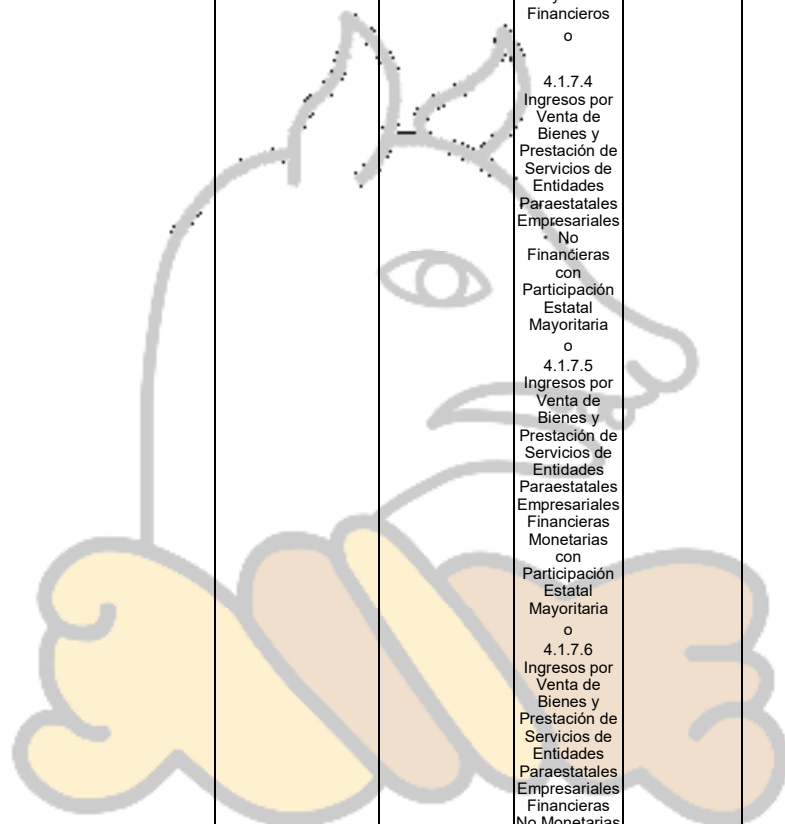 Financieros
o
4.1.7.4
Ingresos por
Venta de
Bienes y
Prestación de
Servicios de
Entidades
Paraestatales
Empresariales
No
Financieras
con
Participación
Estatal
Mayoritaria
o
4.1.7.5
Ingresos por
Venta de
Bienes y
Prestación de
Servicios de
Entidades
Paraestatales
Empresariales
Financieras
Monetarias
con
Participación
Estatal
Mayoritaria
o
4.1.7.6
Ingresos por
Venta de
Bienes y
Prestación de
Servicios de
Entidades
Paraestatales
Empresariales
Financieras
No Monetarias